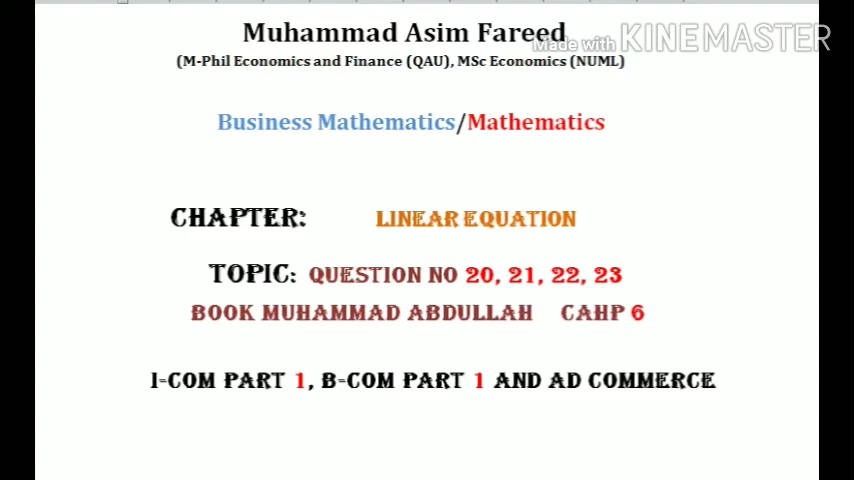 Muhammad Asim Fareed
Made with KINEMASTER
(M-Phil Economics and Finance (QAU), MSc Economics (NUML)
Business Mathematics/Mathematics
CHAPTER: LINEAR EQUATION
TOPIC: QUESTION NO 20, 21, 22, 23
BOOK MUHAMMAD ABDULLAH CAHP 6
I-COM PART 1, B-COM PART 1 AND AD COMMERCE